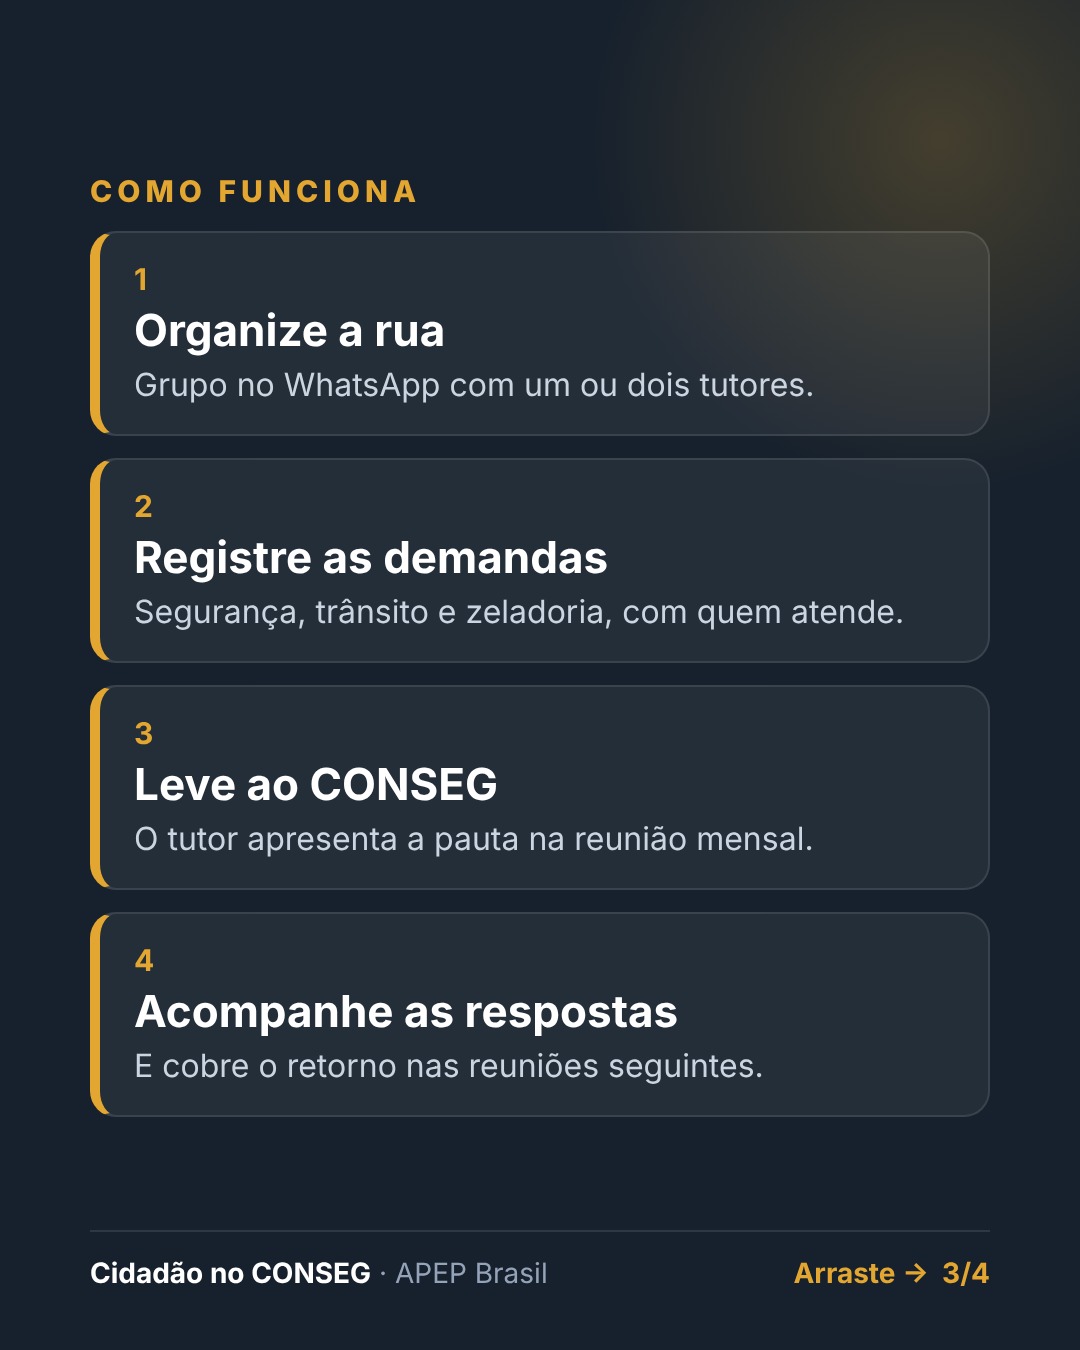 COMO FUNCIONA
1
Organize a rua
Grupo no WhatsApp com um ou dois tutores.
2
Registre as demandas
Segurança, trânsito e zeladoria, com quem atende.
3
Leve ao CONSEG
O tutor apresenta a pauta na reunião mensal.
4
Acompanhe as respostas
E cobre o retorno nas reuniões seguintes.
Cidadão no CONSEG · APEP Brasil
Arraste → 3/4